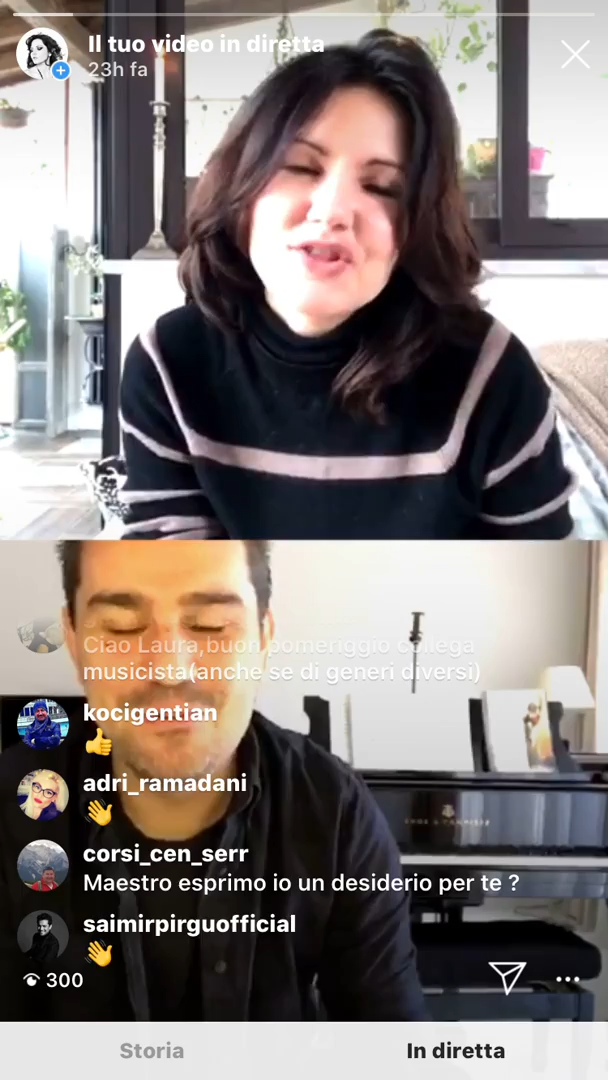 Il tuo video in diretta
23h fa
Ciao Laura,buon pomeriggio collega
musicista(anche se di generi diversi)
kocigentian
👍
adri_ramadani
👋
corsi_cen_serr
Maestro esprimo io un desiderio per te ?
saimirpirguofficial
👋
300
Storia
In diretta